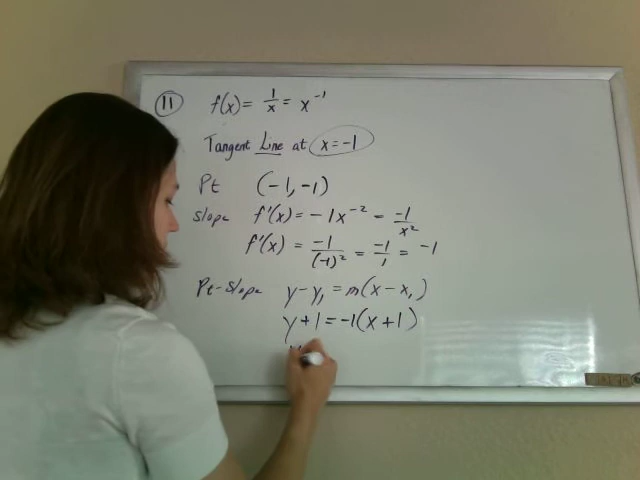 11 f(x) = 1/x = x⁻¹
Tangent Line at x = -1
Pt (-1, -1)
slope f'(x) = -1x⁻² = -1/x²
f'(x) = -1/(-1)² = -1/1 = -1
Pt-Slope y - y₁ = m(x - x₁)
y + 1 = -1(x + 1)